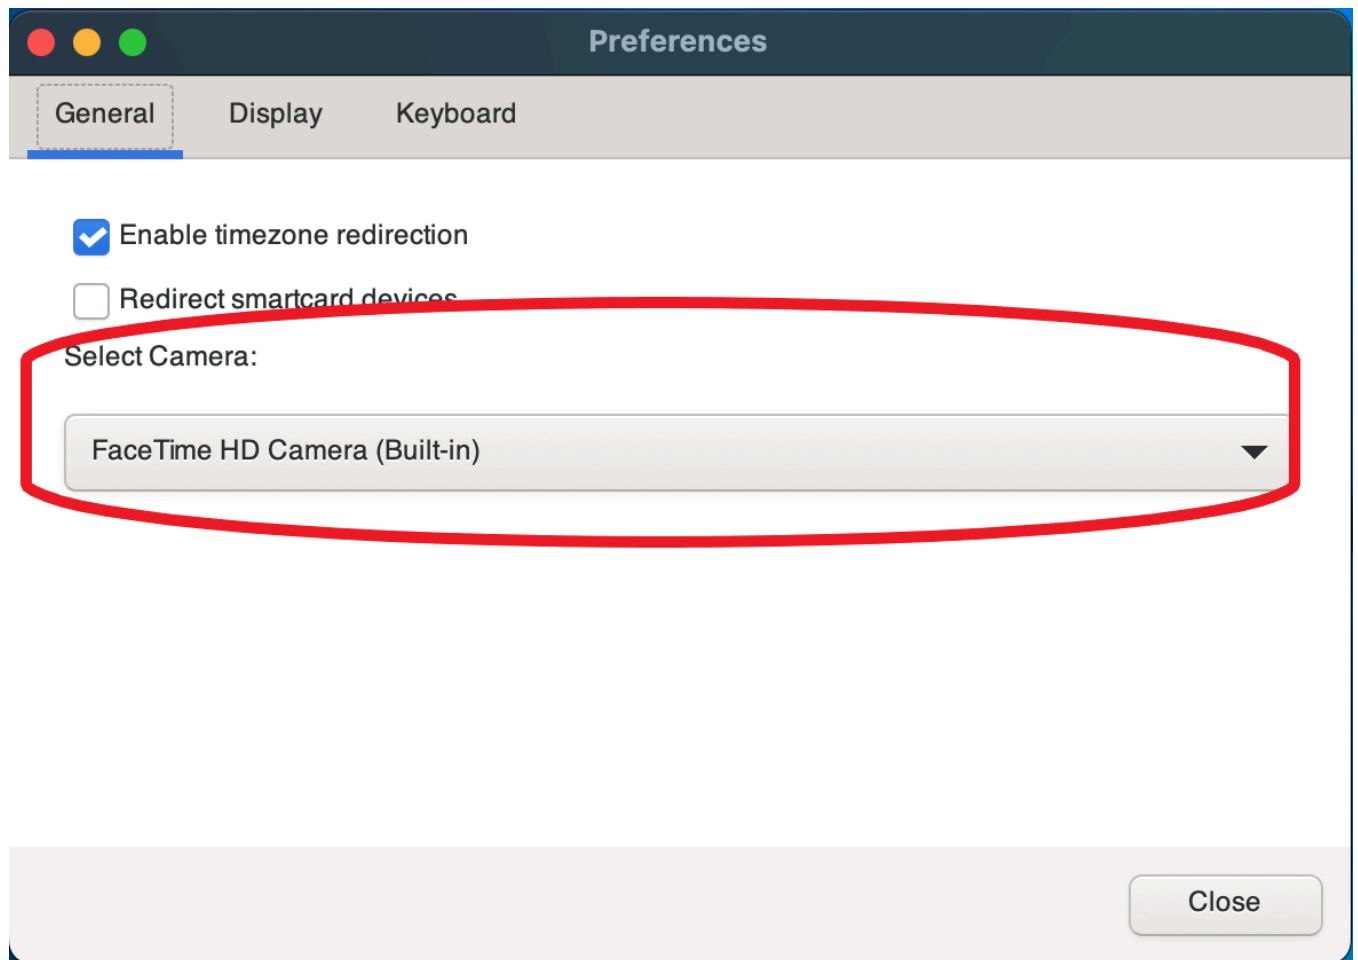 Preferences
General Display Keyboard
Enable timezone redirection
Redirect smartcard devices
Select Camera:
FaceTime HD Camera (Built-in)
Close